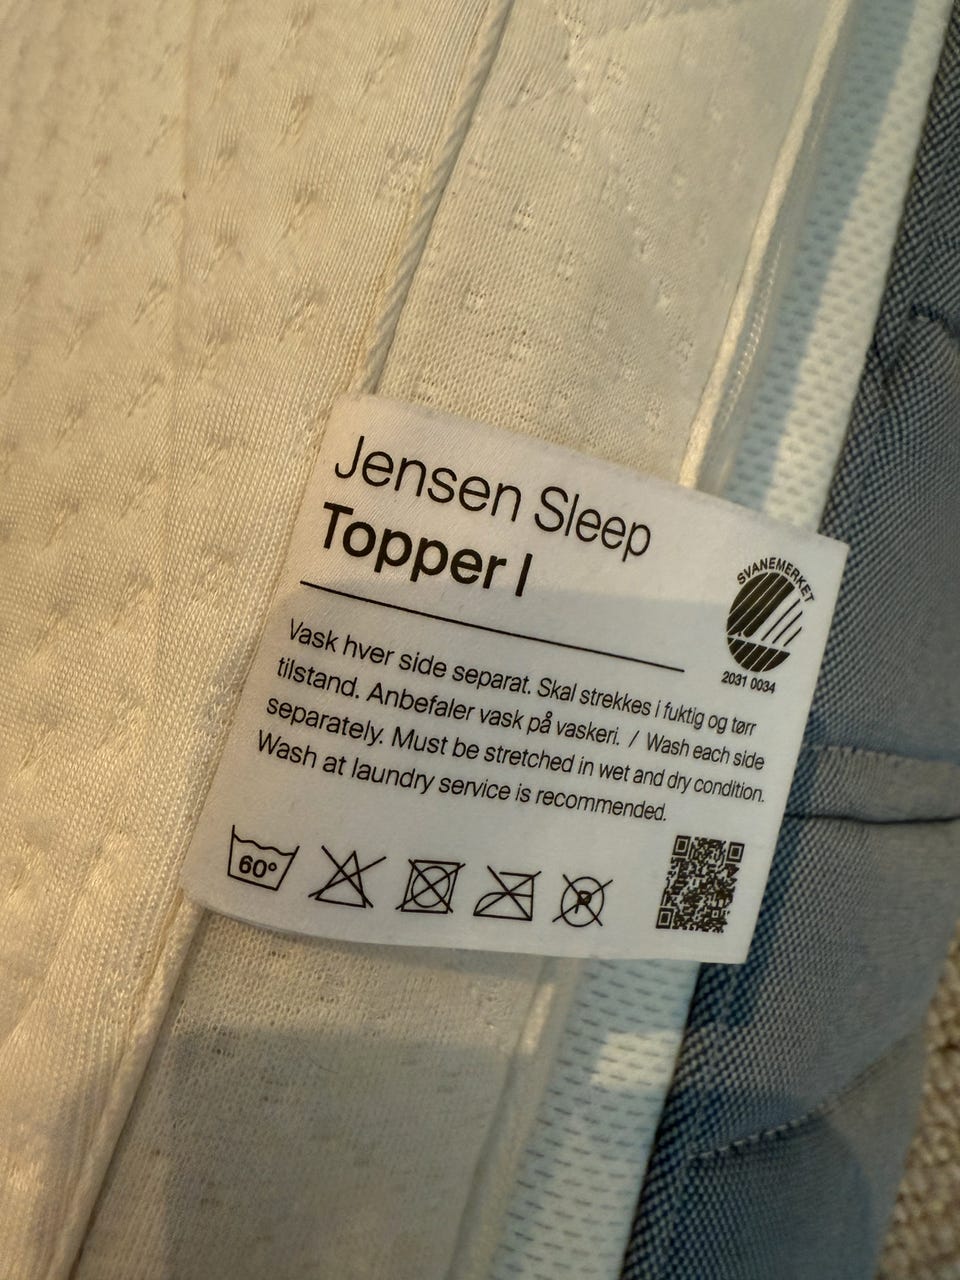 Jensen Sleep
Topper I
SVANEMERKET
2031 0034
Vask hver side separat. Skal strekkes i fuktig og tørr
tilstand. Anbefaler vask på vaskeri. / Wash each side
separately. Must be stretched in wet and dry condition.
Wash at laundry service is recommended.
60°
P